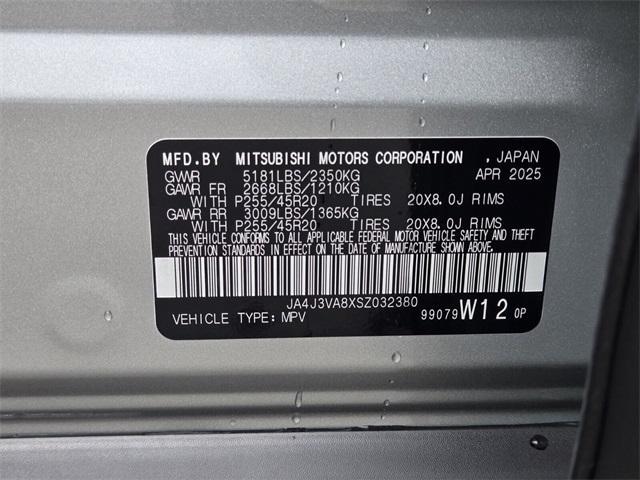 MFD.BY MITSUBISHI MOTORS CORPORATION , JAPAN
GVWR 5181LBS/2350KG APR 2025
GAWR FR 2668LBS/1210KG
WITH P255/45R20 TIRES 20X8.0J RIMS
GAWR RR 3009LBS/1365KG
WITH P255/45R20 TIRES 20X8.0J RIMS
THIS VEHICLE CONFORMS TO ALL APPLICABLE FEDERAL MOTOR VEHICLE SAFETY AND THEFT
PREVENTION STANDARDS IN EFFECT ON THE DATE OF MANUFACTURE SHOWN ABOVE.
JA4J3VA8XSZ032380
VEHICLE TYPE: MPV 99079 W12 0P